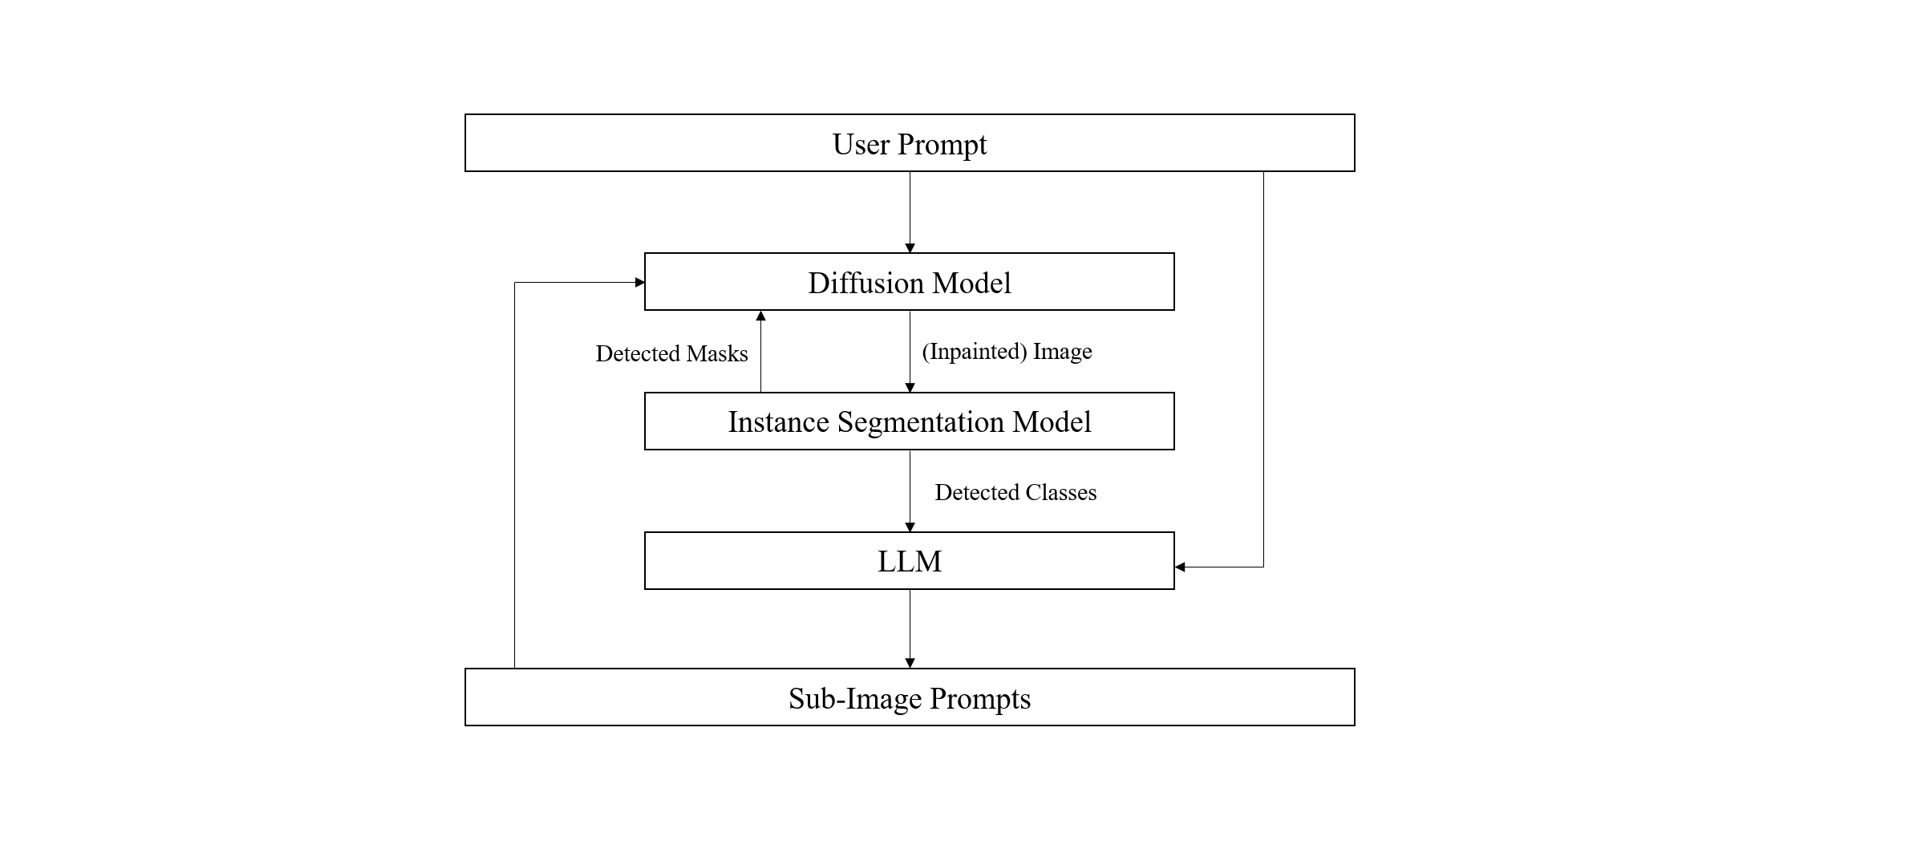 User Prompt
Diffusion Model
Detected Masks
(Inpainted) Image
Instance Segmentation Model
Detected Classes
LLM
Sub-Image Prompts